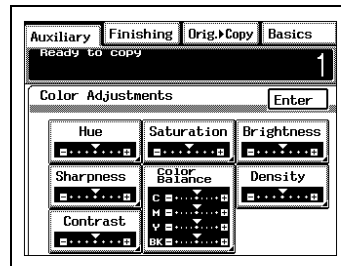 Auxiliary Finishing Orig.▸Copy Basics
Ready to copy
1
Color Adjustments Enter
Hue Saturation Brightness
Sharpness Color Balance Density
C
M
Y
BK
Contrast